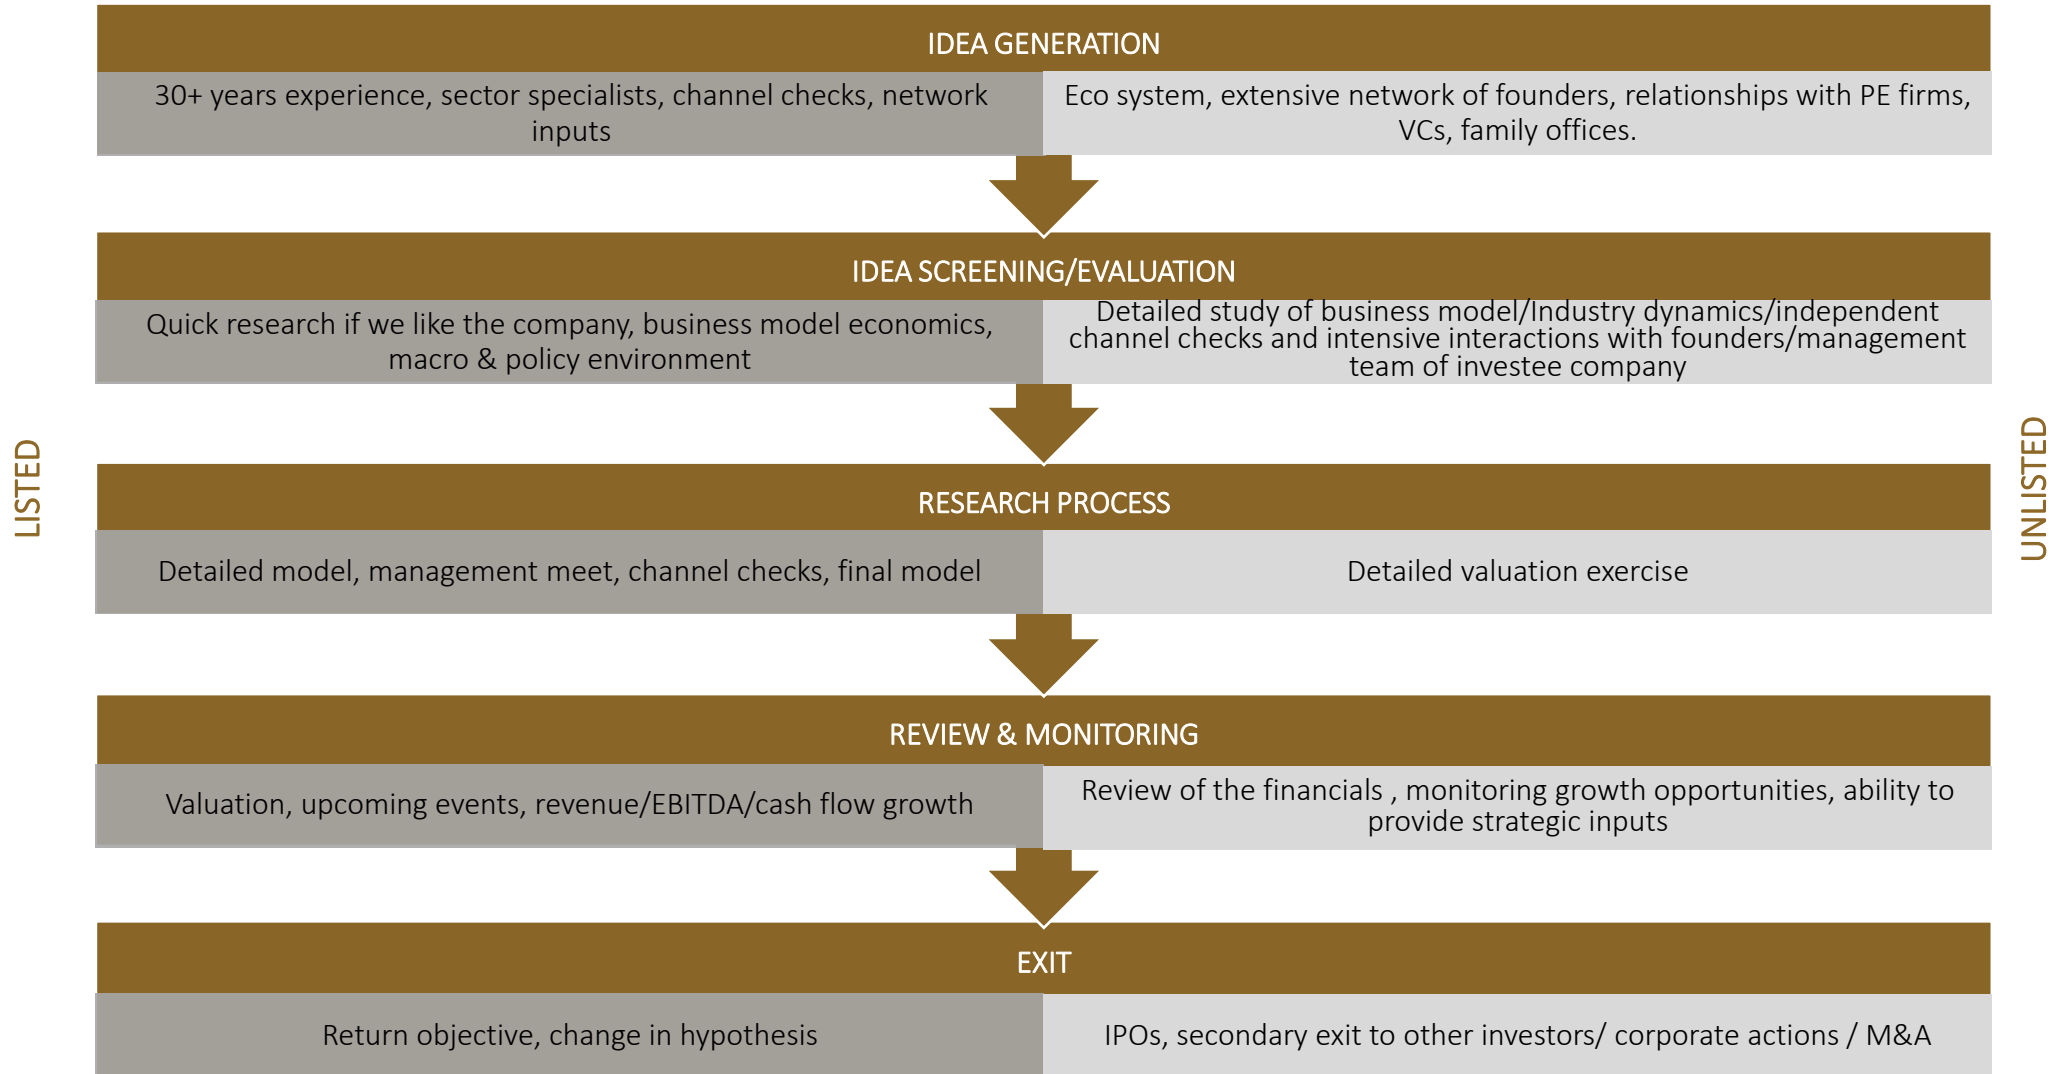 IDEA GENERATION
30+ years experience, sector specialists, channel checks, network
inputs
Eco system, extensive network of founders, relationships with PE firms,
VCs, family offices.
IDEA SCREENING/EVALUATION
Quick research if we like the company, business model economics,
macro & policy environment
Detailed study of business model/Industry dynamics/independent
channel checks and intensive interactions with founders/management
team of investee company
LISTED
UNLISTED
RESEARCH PROCESS
Detailed model, management meet, channel checks, final model
Detailed valuation exercise
REVIEW & MONITORING
Valuation, upcoming events, revenue/EBITDA/cash flow growth
Review of the financials , monitoring growth opportunities, ability to
provide strategic inputs
EXIT
Return objective, change in hypothesis
IPOs, secondary exit to other investors/ corporate actions / M&A